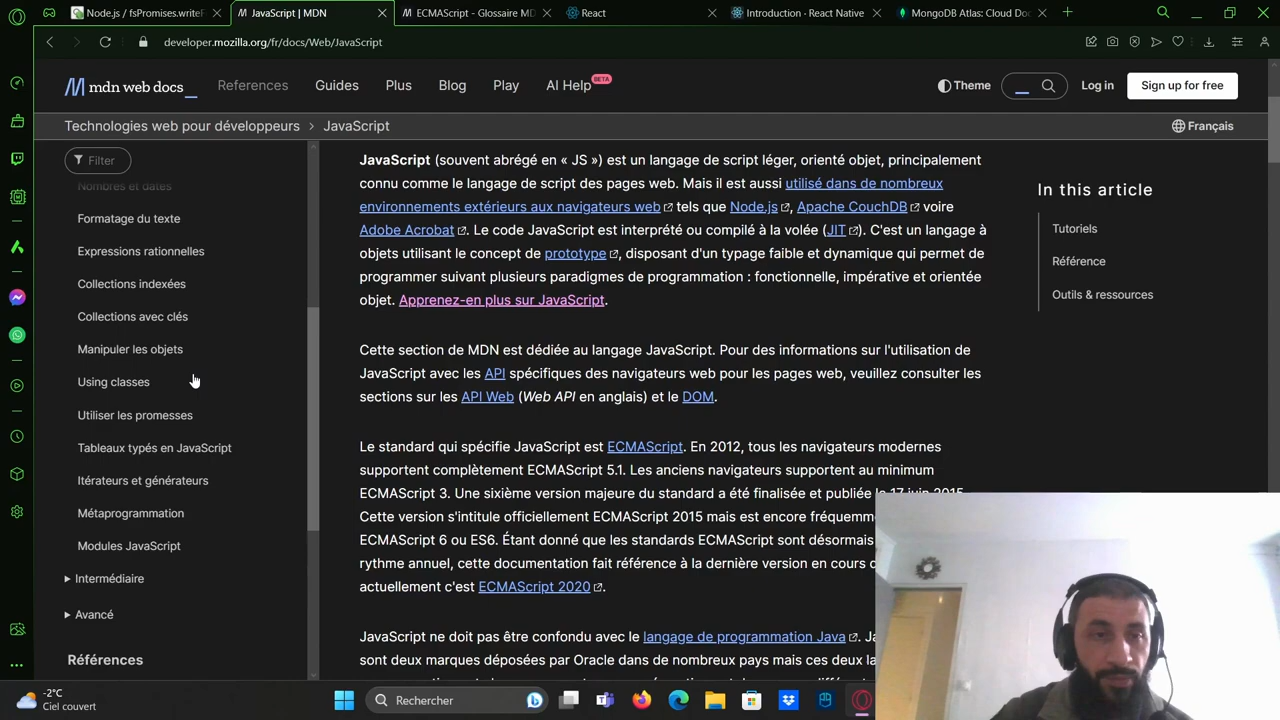 Node.js / fsPromises.writeF
JavaScript | MDN
ECMAScript - Glossaire MD
React
Introduction · React Native
MongoDB Atlas: Cloud Doc
developer.mozilla.org/fr/docs/Web/JavaScript
mdn web docs_
References
Guides
Plus
Blog
Play
AI Help BETA
Theme
Log in
Sign up for free
Technologies web pour développeurs > JavaScript
Français
Filter
Nombres et dates
Formatage du texte
Expressions rationnelles
Collections indexées
Collections avec clés
Manipuler les objets
Using classes
Utiliser les promesses
Tableaux typés en JavaScript
Itérateurs et générateurs
Métaprogrammation
Modules JavaScript
Intermédiaire
Avancé
Références
JavaScript (souvent abrégé en « JS ») est un langage de script léger, orienté objet, principalement
connu comme le langage de script des pages web. Mais il est aussi utilisé dans de nombreux
environnements extérieurs aux navigateurs web tels que Node.js, Apache CouchDB voire
Adobe Acrobat. Le code JavaScript est interprété ou compilé à la volée (JIT). C'est un langage à
objets utilisant le concept de prototype, disposant d'un typage faible et dynamique qui permet de
programmer suivant plusieurs paradigmes de programmation : fonctionnelle, impérative et orientée
objet. Apprenez-en plus sur JavaScript.
Cette section de MDN est dédiée au langage JavaScript. Pour des informations sur l'utilisation de
JavaScript avec les API spécifiques des navigateurs web pour les pages web, veuillez consulter les
sections sur les API Web (Web API en anglais) et le DOM.
Le standard qui spécifie JavaScript est ECMAScript. En 2012, tous les navigateurs modernes
supportent complètement ECMAScript 5.1. Les anciens navigateurs supportent au minimum
ECMAScript 3. Une sixième version majeure du standard a été finalisée et publiée le 17 juin 2015.
Cette version s'intitule officiellement ECMAScript 2015 mais est encore fréquemm
ECMAScript 6 ou ES6. Étant donné que les standards ECMAScript sont désormais
rythme annuel, cette documentation fait référence à la dernière version en cours d
actuellement c'est ECMAScript 2020.
JavaScript ne doit pas être confondu avec le langage de programmation Java. Ja
sont deux marques déposées par Oracle dans de nombreux pays mais ces deux la
In this article
Tutoriels
Référence
Outils & ressources
-2°C
Ciel couvert
Rechercher